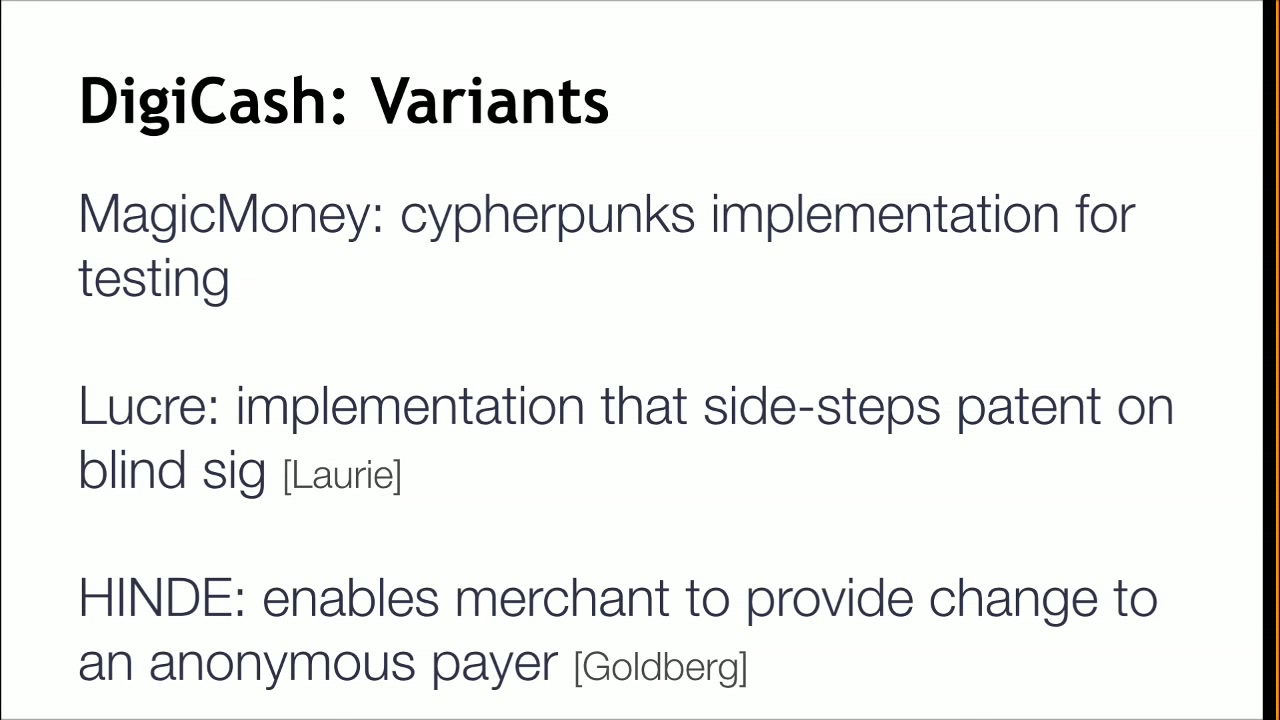 DigiCash: Variants
MagicMoney: cypherpunks implementation for
testing
Lucre: implementation that side-steps patent on
blind sig [Laurie]
HINDE: enables merchant to provide change to
an anonymous payer [Goldberg]